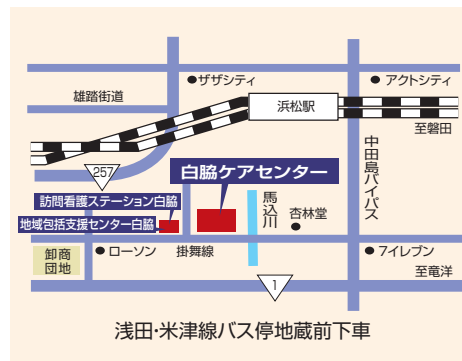 ザザシティ
アクトシティ
雄踏街道
浜松駅
至磐田
257
白脇ケアセンター
中田島バイパス
訪問看護ステーション白脇
地域包括支援センター白脇
馬込川
杏林堂
ローソン
掛舞線
アイレブン
卸商
団地
至竜洋
1
浅田・米津線バス停地蔵前下車